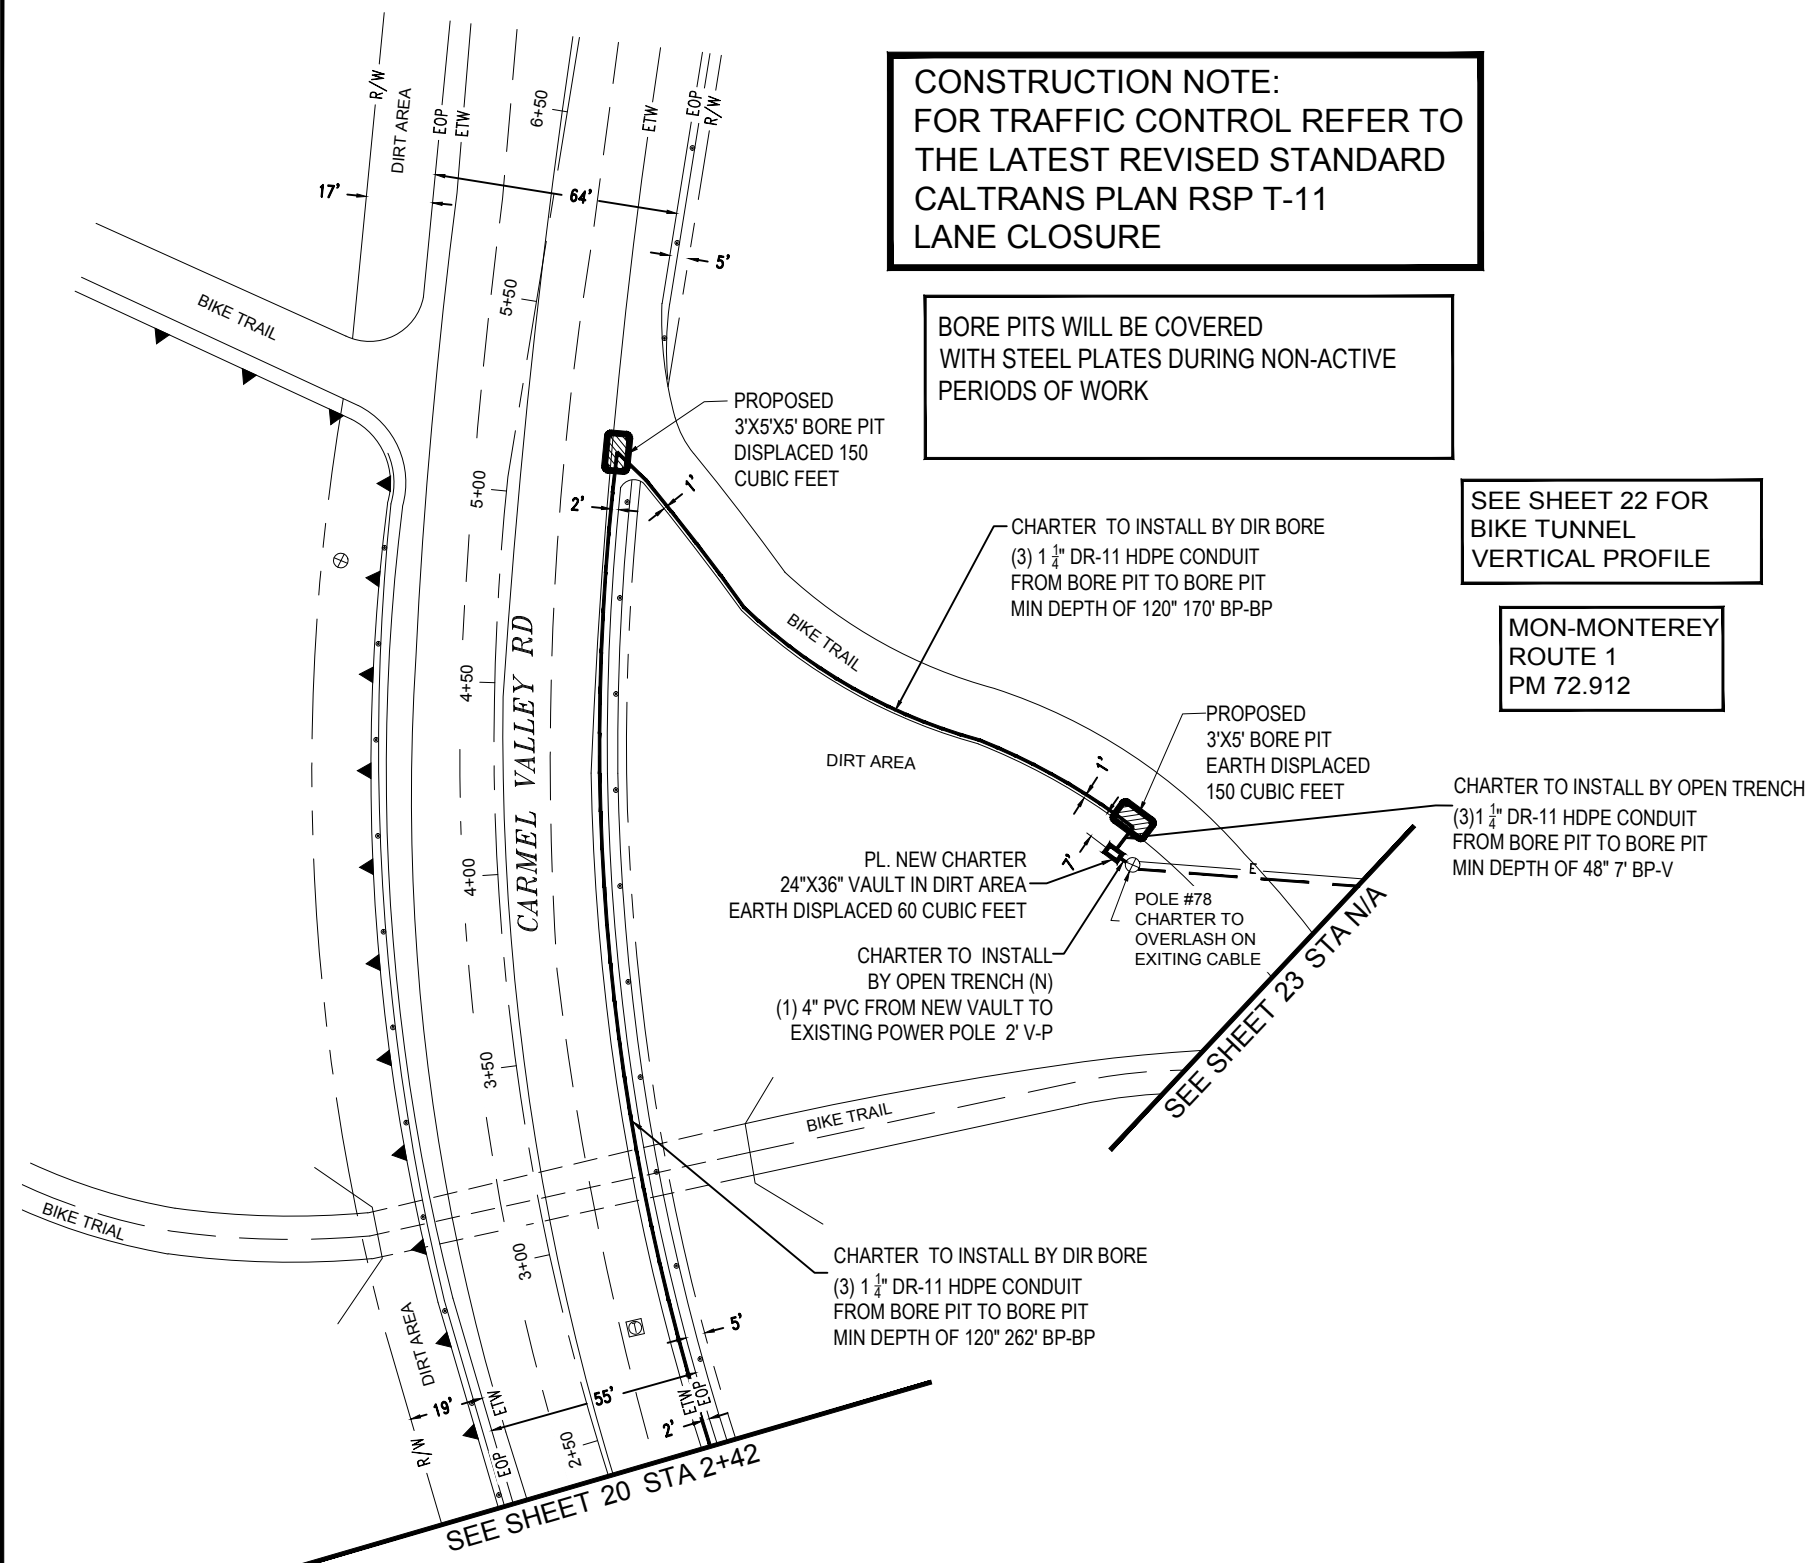 CONSTRUCTION NOTE:
FOR TRAFFIC CONTROL REFER TO
THE LATEST REVISED STANDARD
CALTRANS PLAN RSP T-11
LANE CLOSURE
BORE PITS WILL BE COVERED
WITH STEEL PLATES DURING NON-ACTIVE
PERIODS OF WORK
SEE SHEET 22 FOR
BIKE TUNNEL
VERTICAL PROFILE
MON-MONTEREY
ROUTE 1
PM 72.912
R/W
DIRT AREA
EOP
ETW
6+50
ETW
EOP
R/W
17'
64'
5'
BIKE TRAIL
5+50
PROPOSED
3'X5'X5' BORE PIT
DISPLACED 150
CUBIC FEET
5+00
2'
1'
CHARTER TO INSTALL BY DIR BORE
(3) 1 1/4" DR-11 HDPE CONDUIT
FROM BORE PIT TO BORE PIT
MIN DEPTH OF 120" 170' BP-BP
BIKE TRAIL
4+50
CARMEL VALLEY RD
DIRT AREA
PROPOSED
3'X5' BORE PIT
EARTH DISPLACED
150 CUBIC FEET
1'
CHARTER TO INSTALL BY OPEN TRENCH
(3)1 1/4" DR-11 HDPE CONDUIT
FROM BORE PIT TO BORE PIT
MIN DEPTH OF 48" 7' BP-V
4+00
PL. NEW CHARTER
24"X36" VAULT IN DIRT AREA
EARTH DISPLACED 60 CUBIC FEET
7'
E
POLE #78
CHARTER TO
OVERLASH ON
EXITING CABLE
CHARTER TO INSTALL
BY OPEN TRENCH (N)
(1) 4" PVC FROM NEW VAULT TO
EXISTING POWER POLE 2' V-P
SEE SHEET 23 STA N/A
3+50
BIKE TRAIL
BIKE TRIAL
3+00
CHARTER TO INSTALL BY DIR BORE
(3) 1 1/4" DR-11 HDPE CONDUIT
FROM BORE PIT TO BORE PIT
MIN DEPTH OF 120" 262' BP-BP
DIRT AREA
5'
19'
ETW
55'
ETW
EOP
2'
R/W
EOP
2+50
SEE SHEET 20 STA 2+42